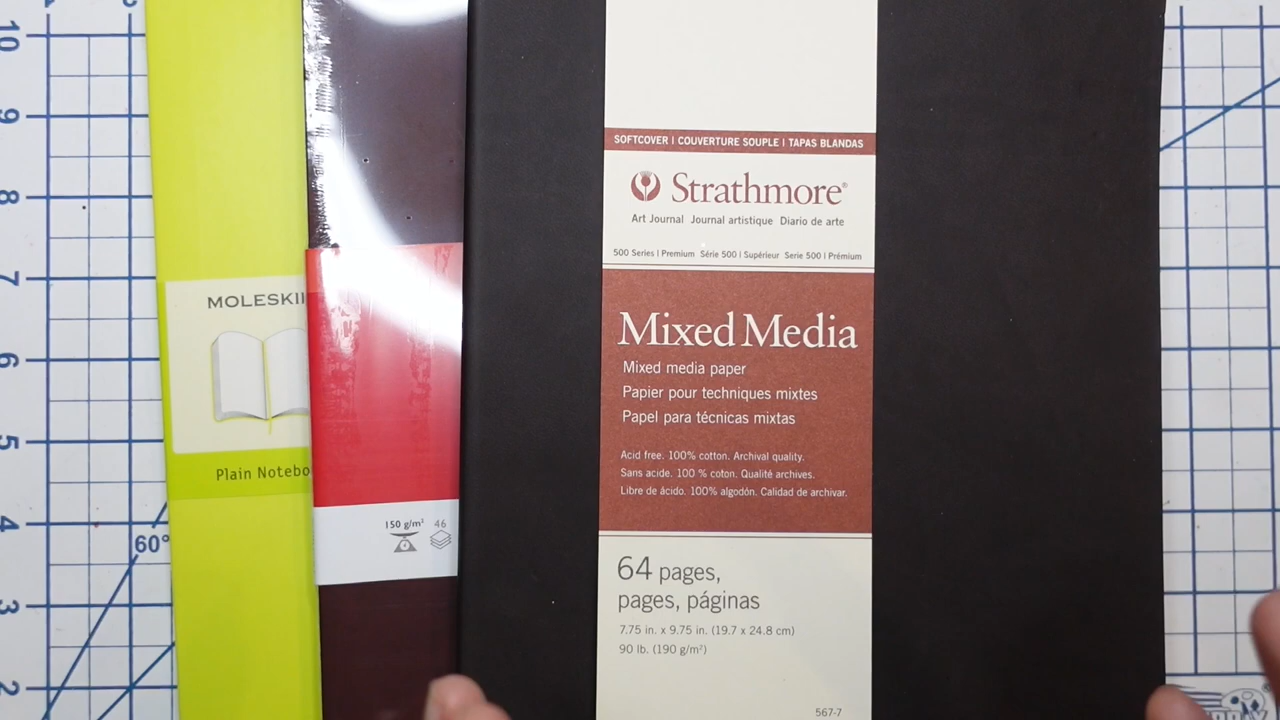 10
9
8
7
6
5
4
3
2
60°
MOLESKI
Plain Notebo
150 g/m²
46
SOFTCOVER | COUVERTURE SOUPLE | TAPAS BLANDAS
Strathmore®
Art Journal Journal artistique Diario de arte
500 Series | Premium Série 500 | Supérieur Serie 500 | Prémium
Mixed Media
Mixed media paper
Papier pour techniques mixtes
Papel para técnicas mixtas
Acid free. 100% cotton. Archival quality.
Sans acide. 100 % coton. Qualité archives.
Libre de ácido. 100% algodón. Calidad de archivar.
64 pages,
pages, páginas
7.75 in. x 9.75 in. (19.7 x 24.8 cm)
90 lb. (190 g/m²)
567-7